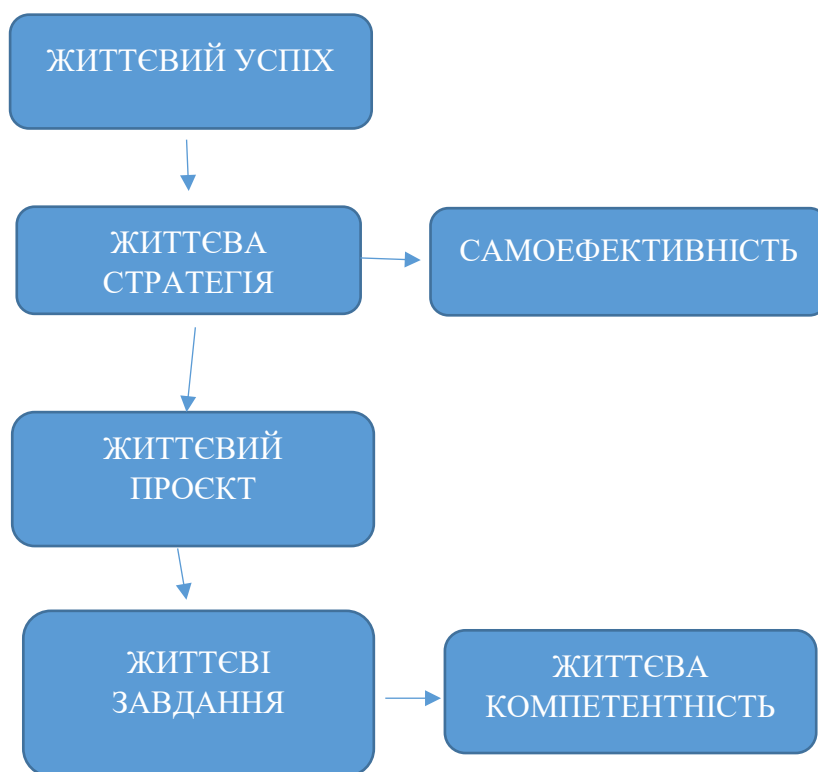 ЖИТТЄВИЙ УСПІХ
ЖИТТЄВА
СТРАТЕГІЯ
САМОЕФЕКТИВНІСТЬ
ЖИТТЄВИЙ
ПРОЄКТ
ЖИТТЄВІ
ЗАВДАННЯ
ЖИТТЄВА
КОМПЕТЕНТНІСТЬ